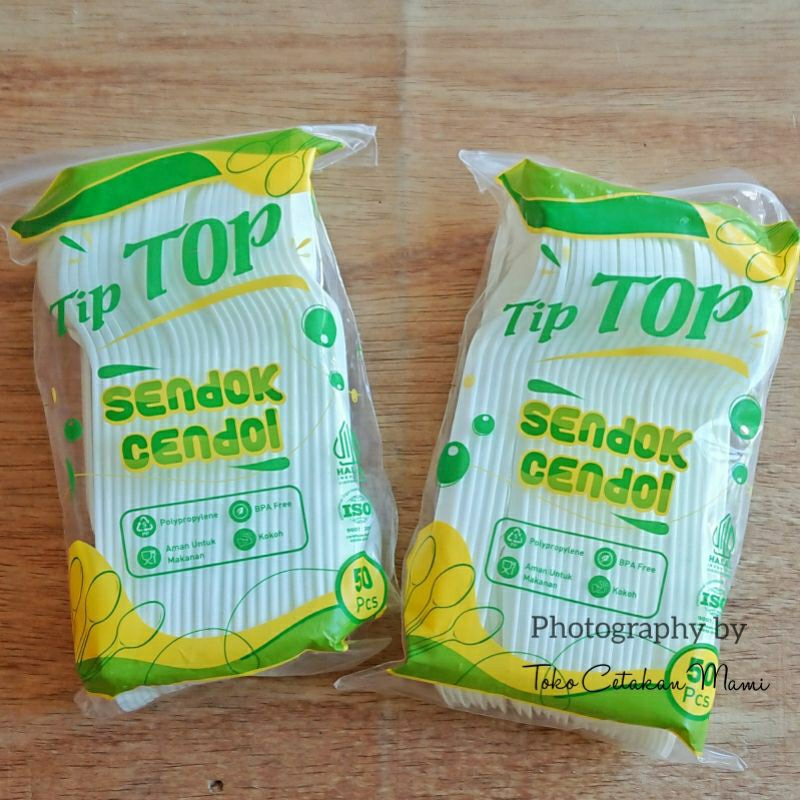 Tip TOP
SENDOK
CENDOL
Polypropylene
BPA Free
Aman Untuk
Makanan
Kokoh
ISO
50
Pcs
Tip TOP
SENDOK
CENDOL
Polypropylene
BPA Free
Aman Untuk
Makanan
Kokoh
50
Pcs
Photography by
Toko Cetakan Mami